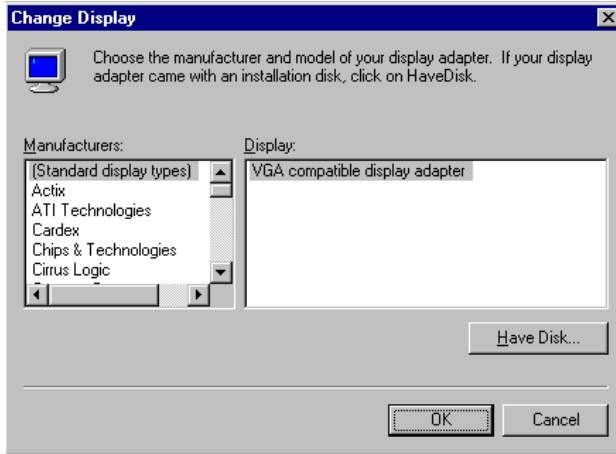 Change Display
Choose the manufacturer and model of your display adapter. If your display
adapter came with an installation disk, click on HaveDisk.
Manufacturers:
(Standard display types)
Actix
ATI Technologies
Cardex
Chips & Technologies
Cirrus Logic
Display:
VGA compatible display adapter
Have Disk...
OK
Cancel